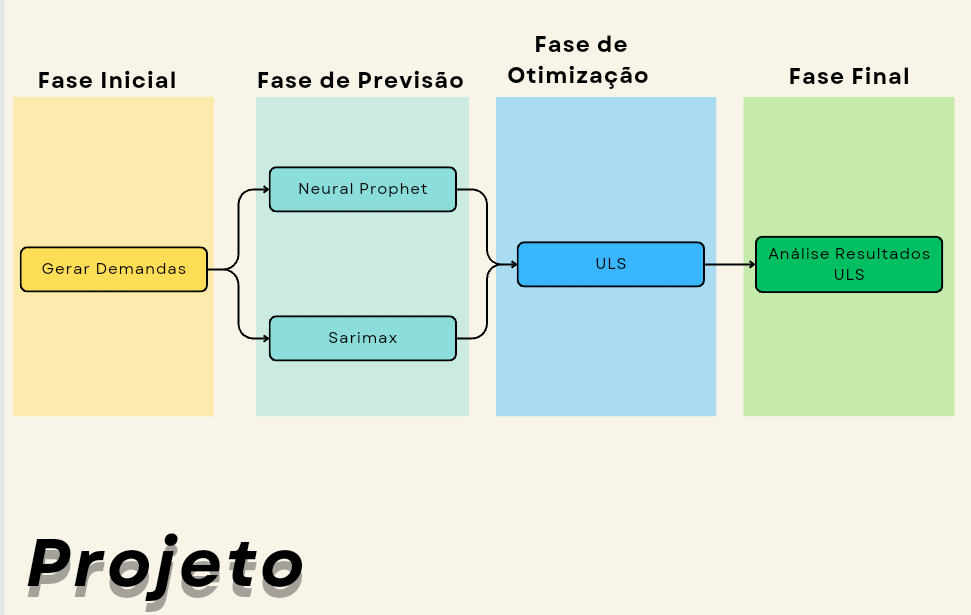 Fase Inicial
Fase de Previsão
Fase de
Otimização
Fase Final
Gerar Demandas
Neural Prophet
Sarimax
ULS
Análise Resultados
ULS
Projeto